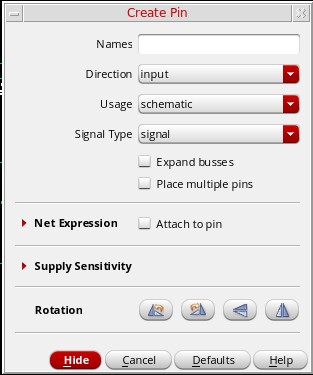 Create Pin
Names
Direction input
Usage schematic
Signal Type signal
Expand busses
Place multiple pins
Net Expression Attach to pin
Supply Sensitivity
Rotation
Hide Cancel Defaults Help